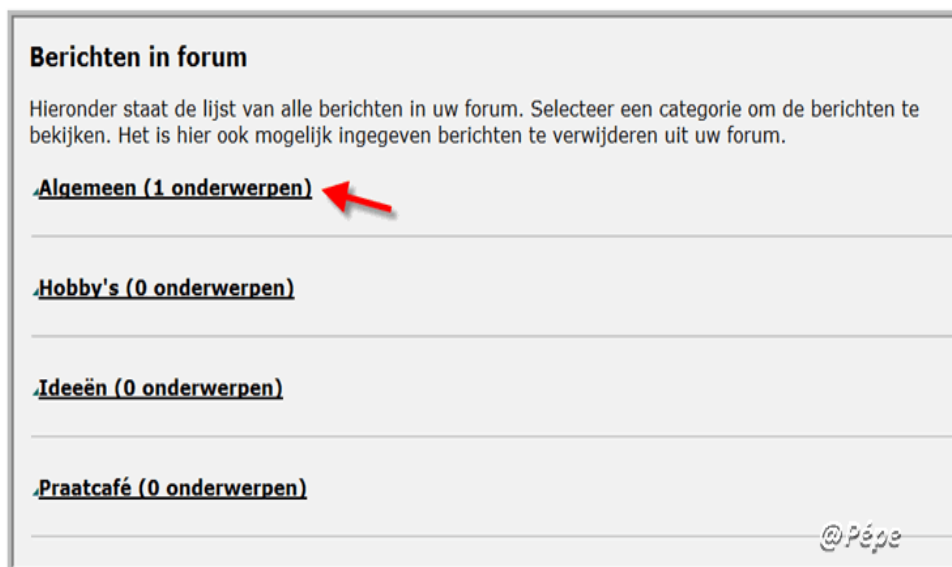 Berichten in forum
Hieronder staat de lijst van alle berichten in uw forum. Selecteer een categorie om de berichten te
bekijken. Het is hier ook mogelijk ingegeven berichten te verwijderen uit uw forum.
Algemeen (1 onderwerpen)
Hobby's (0 onderwerpen)
Ideeën (0 onderwerpen)
Praatcafé (0 onderwerpen)
@Pépe